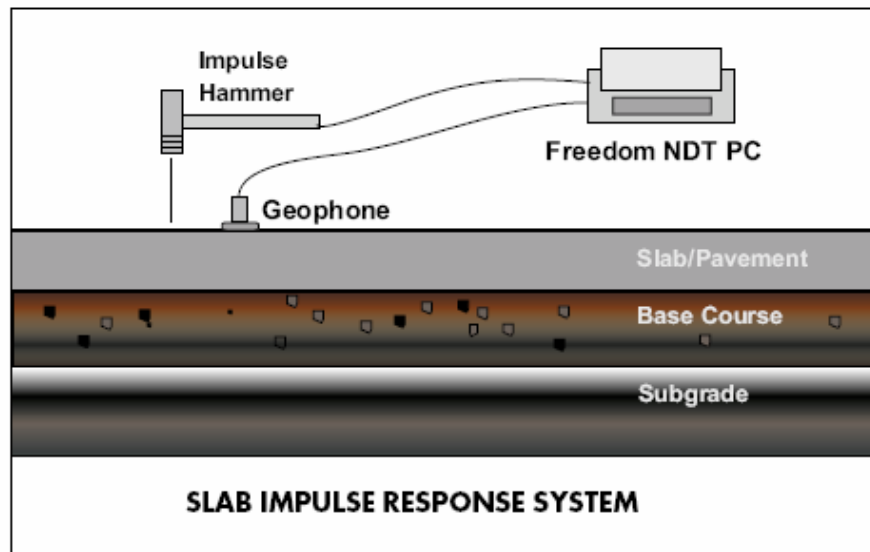 Impulse
Hammer
Freedom NDT PC
Geophone
Slab/Pavement
Base Course
Subgrade
SLAB IMPULSE RESPONSE SYSTEM